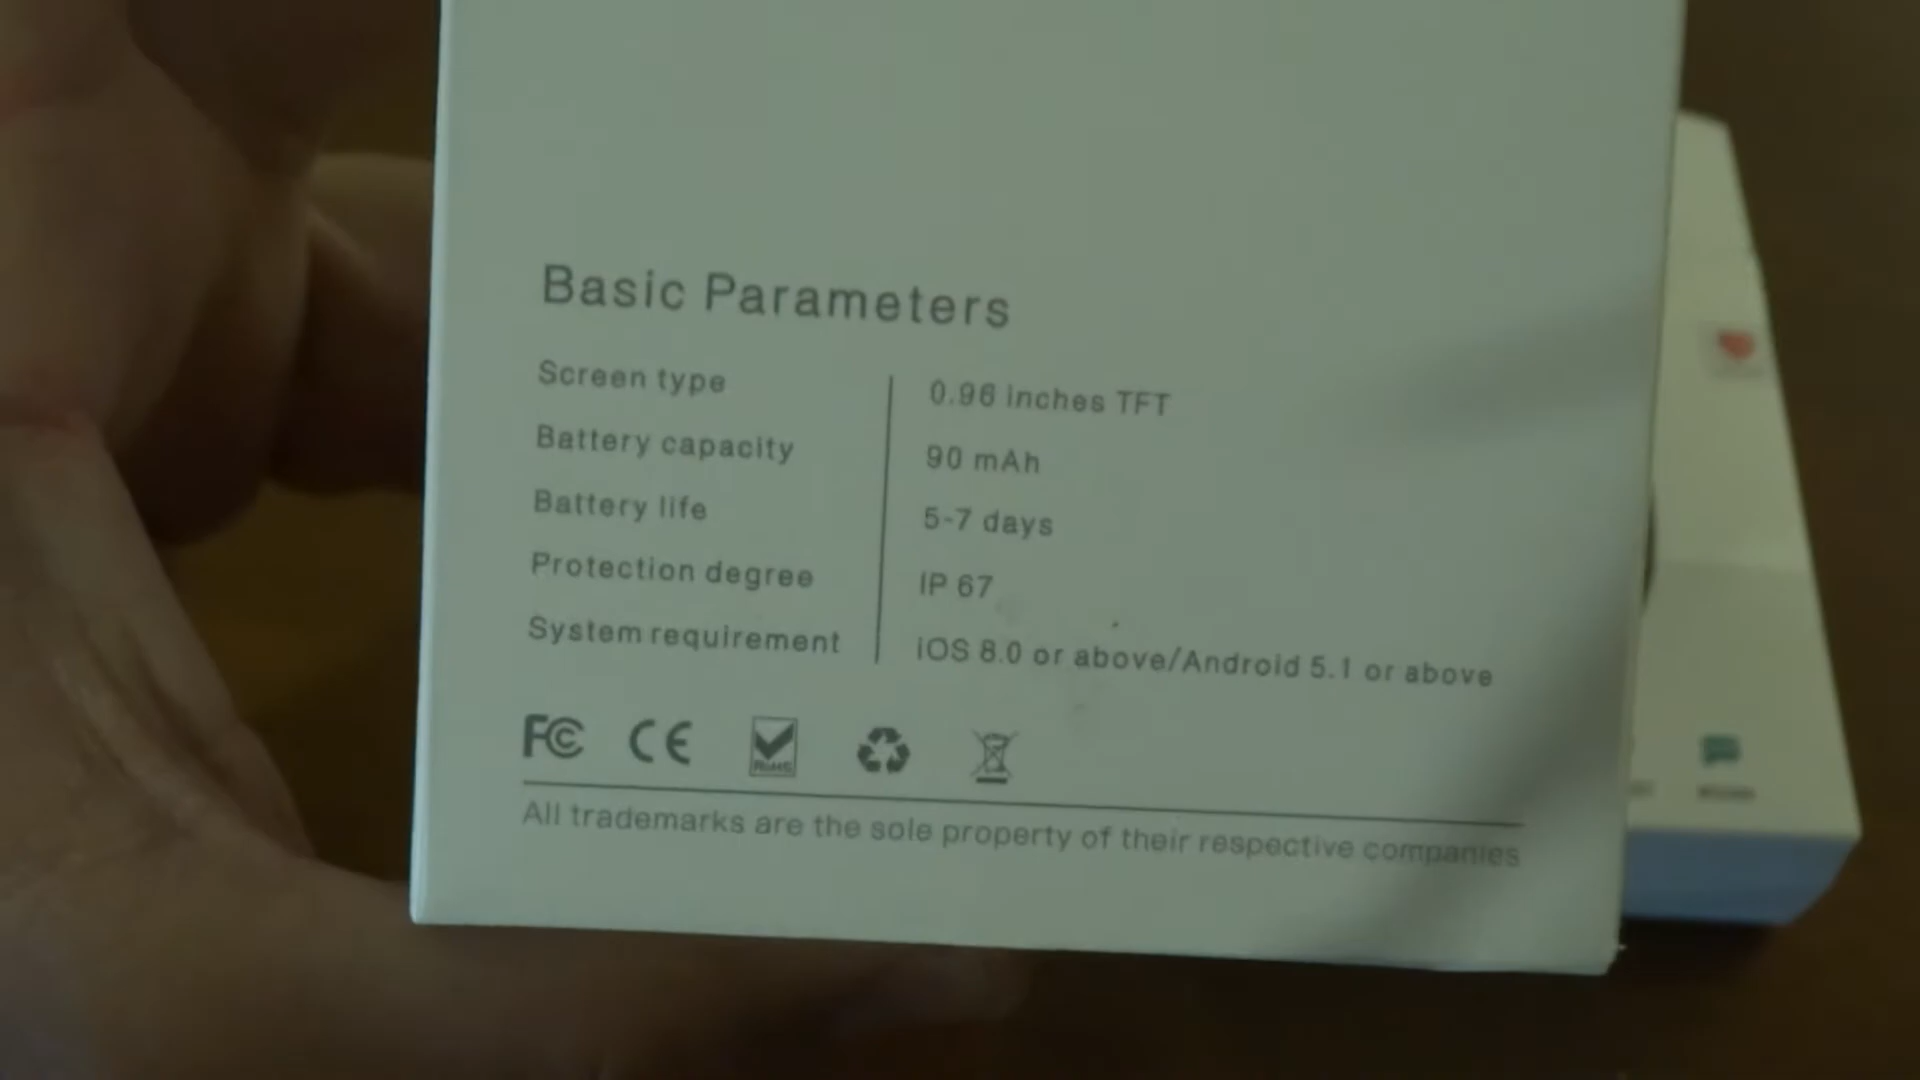 Basic Parameters
Screen type 0.96 inches TFT
Battery capacity 90 mAh
Battery life 5-7 days
Protection degree IP 67
System requirement iOS 8.0 or above/Android 5.1 or above
FC CE RoHS
All trademarks are the sole property of their respective companies